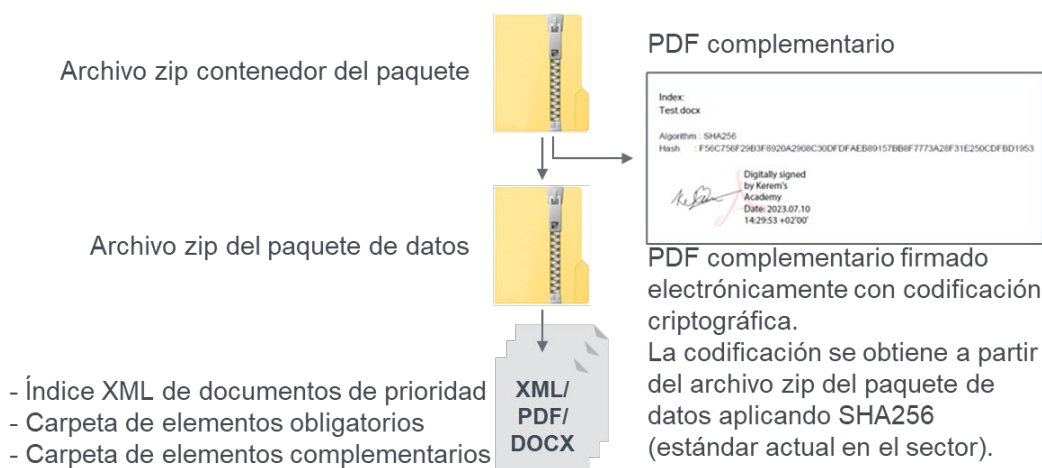 Archivo zip contenedor del paquete
PDF complementario
Index:
Test.docx
Algorithm : SHA256
Hash : F56C756F29B3F8920A2908C30DFDFAEB89157BB8F7773A28F31E250CDFBD1953
Digitally signed
by Kerem's
Academy
Date: 2023.07.10
14:29:53 +02'00'
Archivo zip del paquete de datos
PDF complementario firmado
electrónicamente con codificación
criptográfica.
La codificación se obtiene a partir
del archivo zip del paquete de
datos aplicando SHA256
(estándar actual en el sector).
- Índice XML de documentos de prioridad
- Carpeta de elementos obligatorios
- Carpeta de elementos complementarios
XML/
PDF/
DOCX